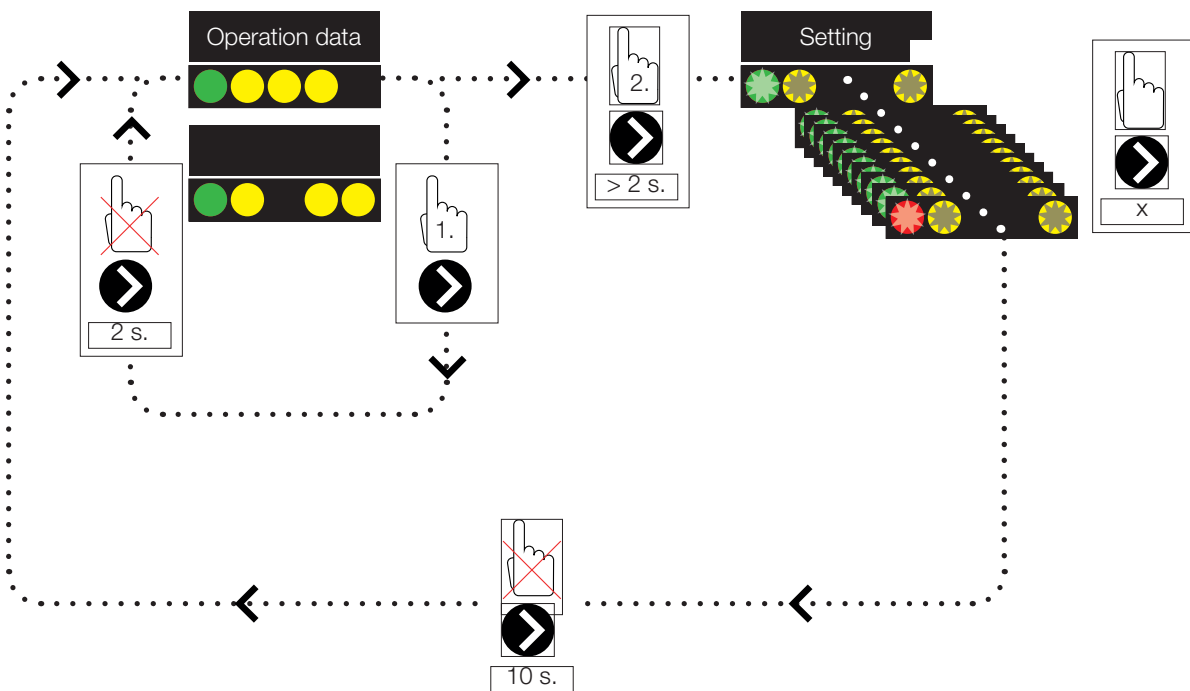 Operation data
Setting
2.
> 2 s.
x
1.
2 s.
10 s.